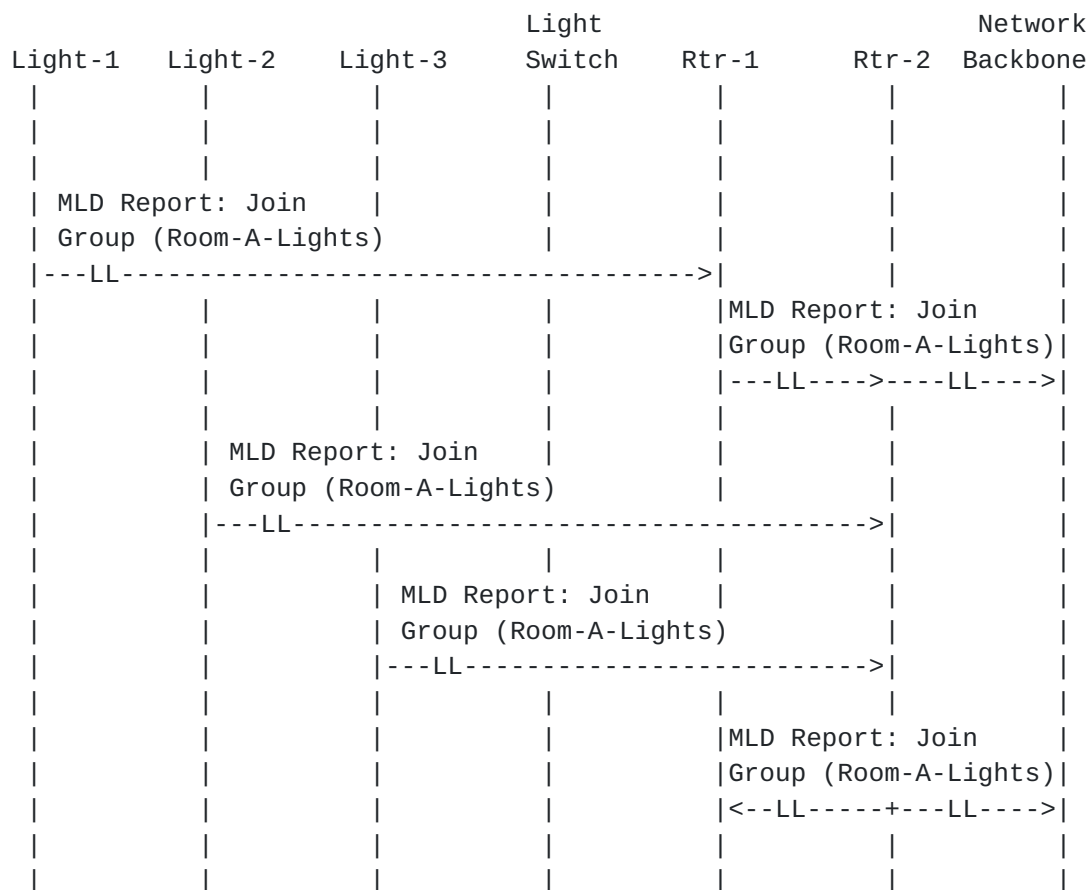 Light Network
Light-1 Light-2 Light-3 Switch Rtr-1 Rtr-2 Backbone
MLD Report: Join
Group (Room-A-Lights)
---LL------------------------------------->
MLD Report: Join
Group (Room-A-Lights)
---LL---->----LL---->
MLD Report: Join
Group (Room-A-Lights)
---LL------------------------------------->
MLD Report: Join
Group (Room-A-Lights)
---LL-------------------------->
MLD Report: Join
Group (Room-A-Lights)
<--LL-----+---LL---->